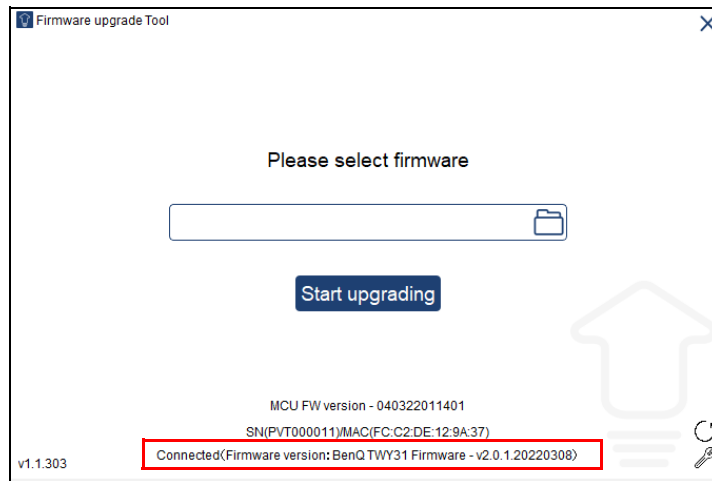 Firmware upgrade Tool
Please select firmware
Start upgrading
MCU FW version - 040322011401
SN(PVT000011)/MAC(FC:C2:DE:12:9A:37)
Connected(Firmware version: BenQ TWY31 Firmware - v2.0.1.20220308)
v1.1.303